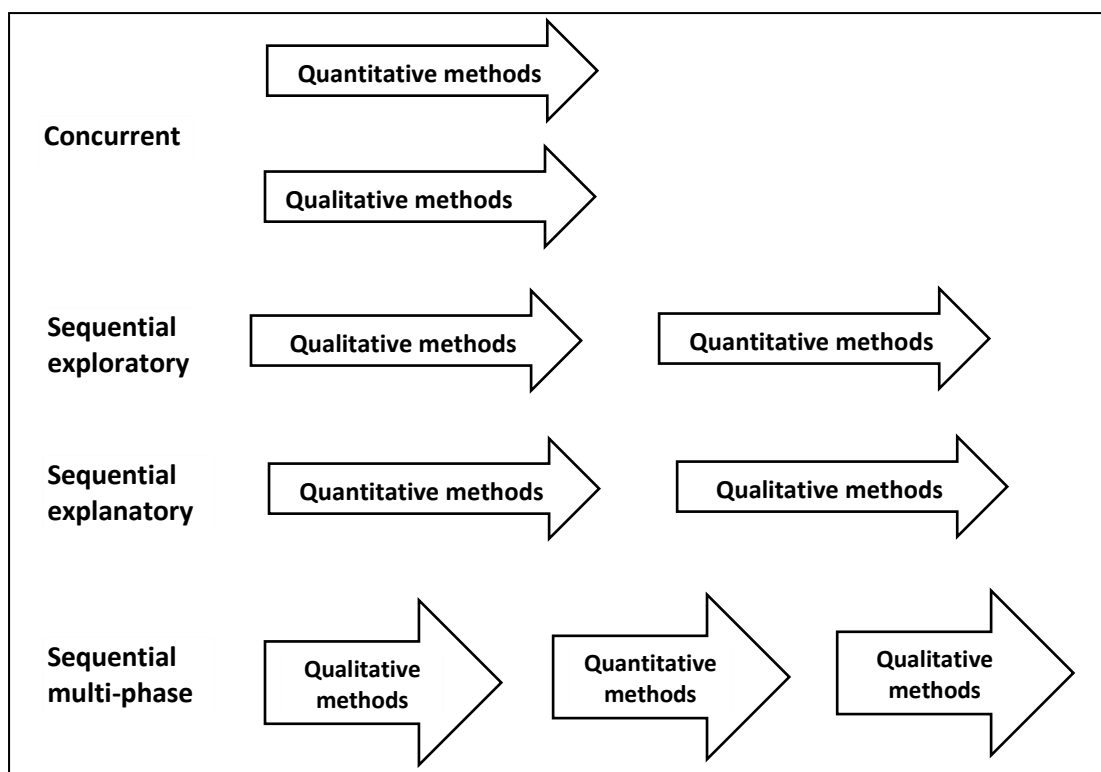 Quantitative methods
Concurrent
Qualitative methods
Sequential
exploratory
Qualitative methods
Quantitative methods
Sequential
explanatory
Quantitative methods
Qualitative methods
Sequential
multi-phase
Qualitative
methods
Quantitative
methods
Qualitative
methods